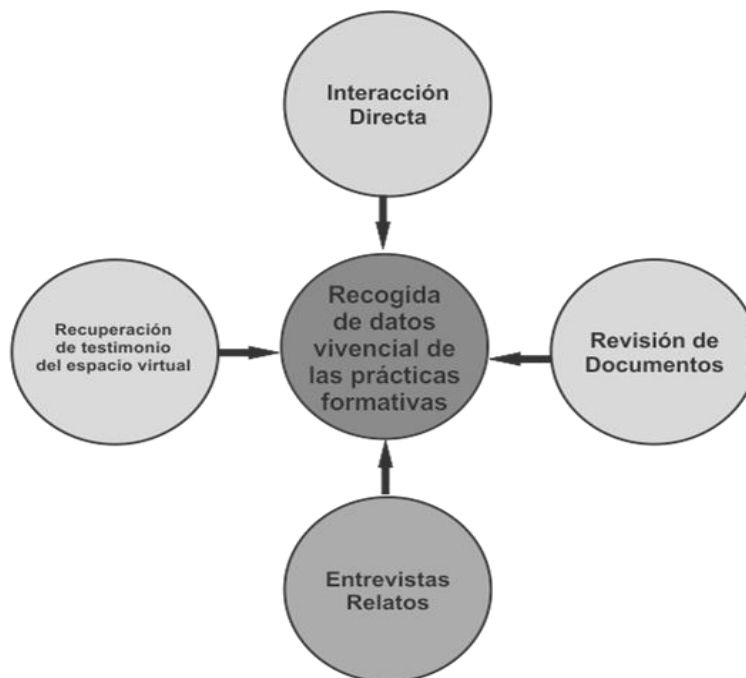 Interacción
Directa
Recuperación
de testimonio
del espacio virtual
Recogida
de datos
vivencial de
las prácticas
formativas
Revisión de
Documentos
Entrevistas
Relatos